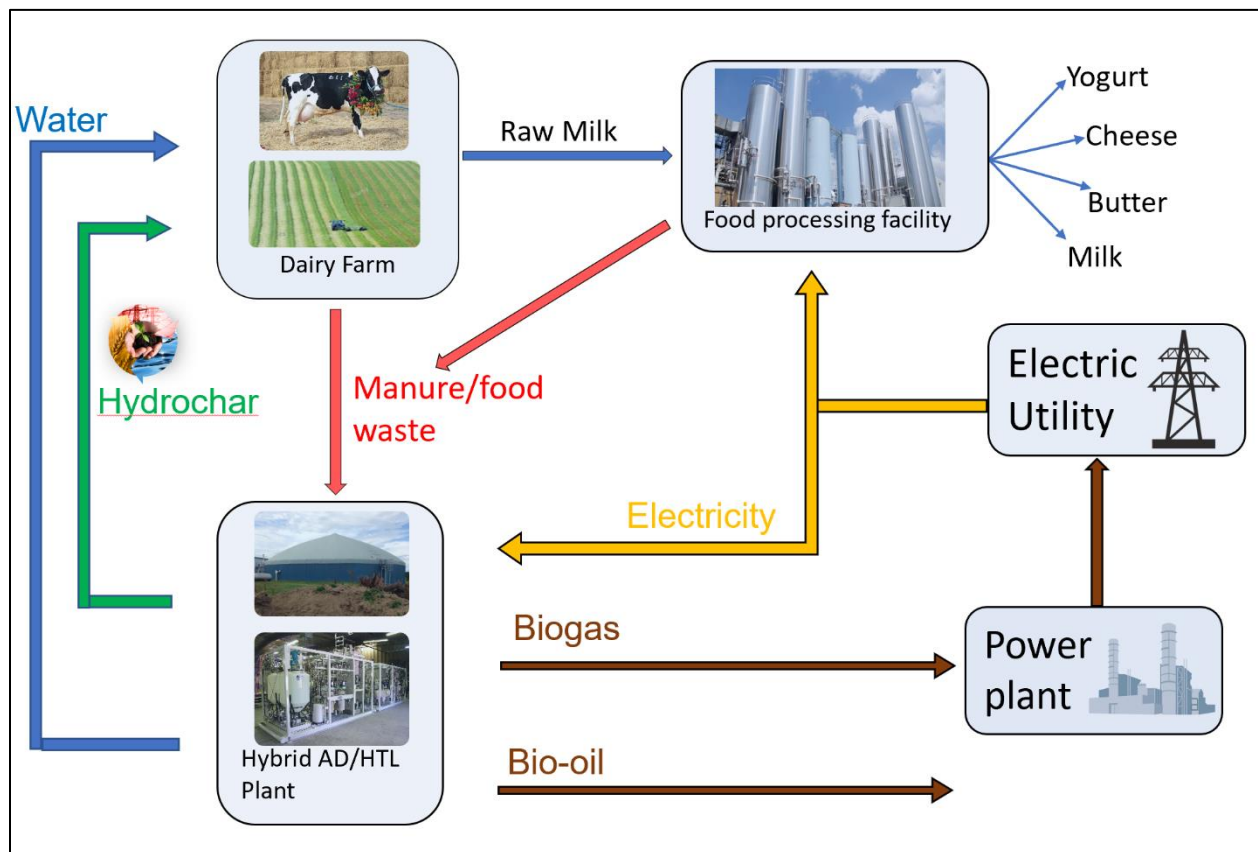 Water
Hydrochar
Dairy Farm
Raw Milk
Food processing facility
Yogurt
Cheese
Butter
Milk
Manure/food
waste
Electric
Utility
Electricity
Hybrid AD/HTL
Plant
Biogas
Bio-oil
Power
plant